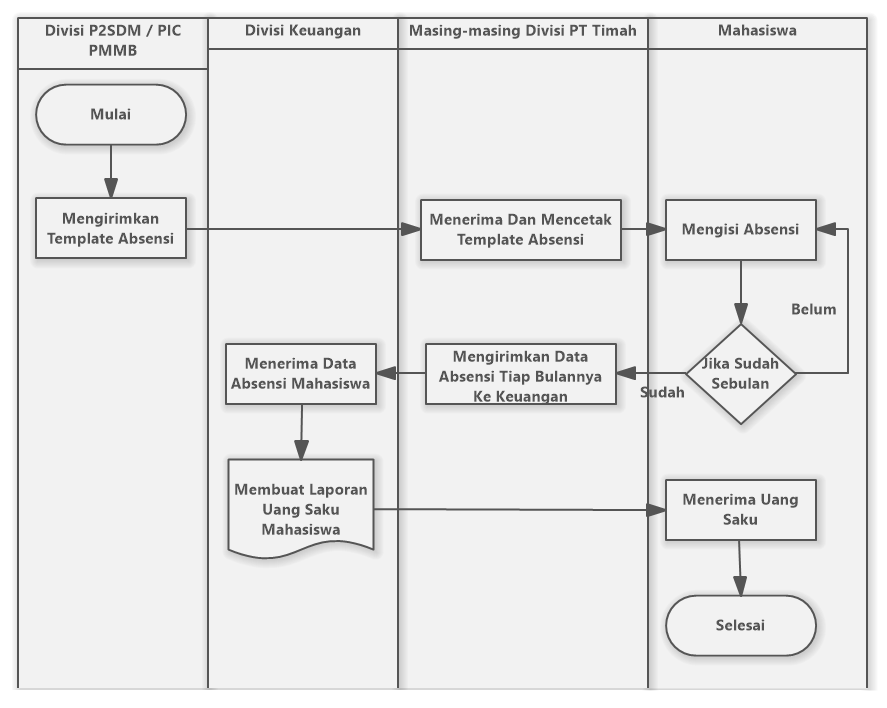 Divisi P2SDM / PIC
PMMB
Divisi Keuangan
Masing-masing Divisi PT Timah
Mahasiswa
Mulai
Mengirimkan
Template Absensi
Menerima Dan Mencetak
Template Absensi
Mengisi Absensi
Belum
Jika Sudah
Sebulan
Sudah
Mengirimkan Data
Absensi Tiap Bulannya
Ke Keuangan
Menerima Data
Absensi Mahasiswa
Membuat Laporan
Uang Saku
Mahasiswa
Menerima Uang
Saku
Selesai